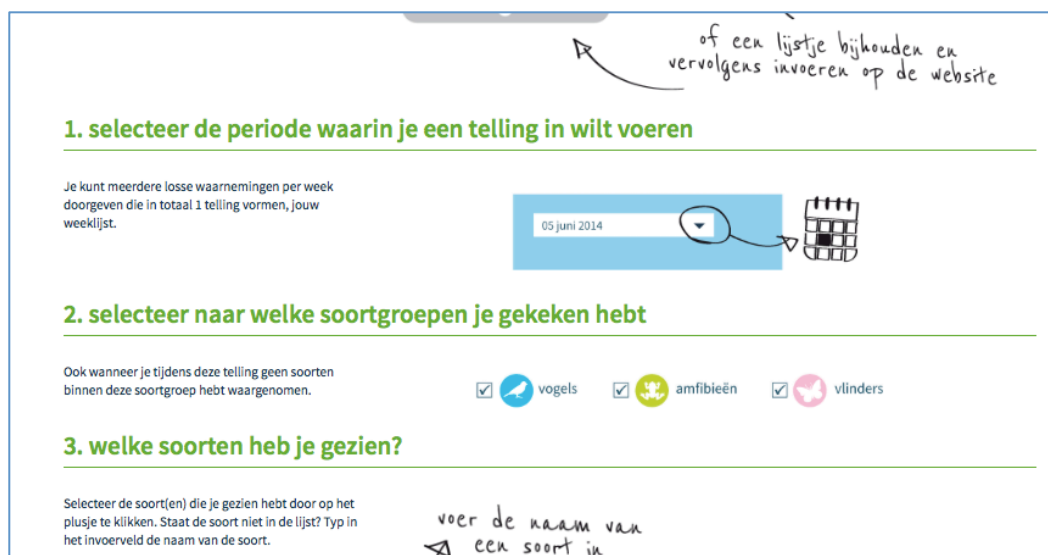 of een lijstje bijhouden en
vervolgens invoeren op de website
1. selecteer de periode waarin je een telling in wilt voeren
Je kunt meerdere losse waarnemingen per week
doorgeven die in totaal 1 telling vormen, jouw
weeklijst.
05 juni 2014
2. selecteer naar welke soortgroepen je gekeken hebt
Ook wanneer je tijdens deze telling geen soorten
binnen deze soortgroep hebt waargenomen.
vogels amfibieën vlinders
3. welke soorten heb je gezien?
Selecteer de soort(en) die je gezien hebt door op het
plusje te klikken. Staat de soort niet in de lijst? Typ in
het invoerveld de naam van de soort.
voer de naam van
een soort in